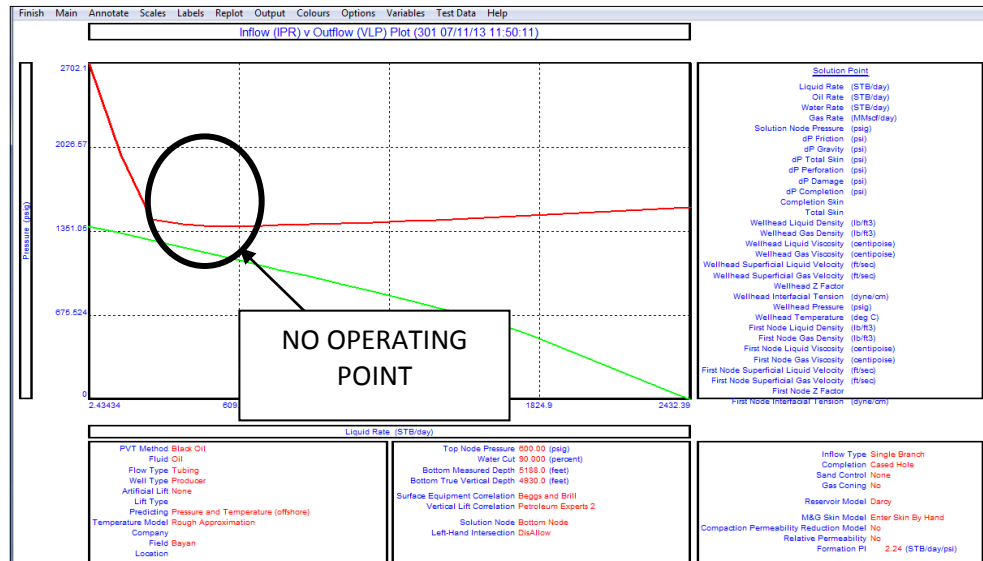 Finish Main Annotate Scales Labels Replot Output Colours Options Variables Test Data Help
Inflow (IPR) v Outflow (VLP) Plot (301 07/11/13 11:50:11)
Pressure (psig)
2702.1
2026.57
1351.05
675.524
0
2.43434 609 1824.9 2432.39
NO OPERATING
POINT
Liquid Rate (STB/day)
Solution Point
Liquid Rate (STB/day)
Oil Rate (STB/day)
Water Rate (STB/day)
Gas Rate (MMscf/day)
Solution Node Pressure (psig)
dP Friction (psi)
dP Gravity (psi)
dP Total Skin (psi)
dP Perforation (psi)
dP Damage (psi)
dP Completion (psi)
Completion Skin
Total Skin
Wellhead Liquid Density (lb/ft3)
Wellhead Gas Density (lb/ft3)
Wellhead Liquid Viscosity (centipoise)
Wellhead Gas Viscosity (centipoise)
Wellhead Superficial Liquid Velocity (ft/sec)
Wellhead Superficial Gas Velocity (ft/sec)
Wellhead Z Factor
Wellhead Interfacial Tension (dyne/cm)
Wellhead Pressure (psig)
Wellhead Temperature (deg C)
First Node Liquid Density (lb/ft3)
First Node Gas Density (lb/ft3)
First Node Liquid Viscosity (centipoise)
First Node Gas Viscosity (centipoise)
First Node Superficial Liquid Velocity (ft/sec)
First Node Superficial Gas Velocity (ft/sec)
First Node Z Factor
First Node Interfacial Tension (dyne/cm)
PVT Method Black Oil
Fluid Oil
Flow Type Tubing
Well Type Producer
Artificial Lift None
Lift Type
Predicting Pressure and Temperature (offshore)
Temperature Model Rough Approximation
Company
Field Bayan
Location
Top Node Pressure 600.00 (psig)
Water Cut 90.000 (percent)
Bottom Measured Depth 5188.0 (feet)
Bottom True Vertical Depth 4930.0 (feet)
Surface Equipment Correlation Beggs and Brill
Vertical Lift Correlation Petroleum Experts 2
Solution Node Bottom Node
Left-Hand Intersection DisAllow
Inflow Type Single Branch
Completion Cased Hole
Sand Control None
Gas Coning No
Reservoir Model Darcy
M&G Skin Model Enter Skin By Hand
Compaction Permeability Reduction Model No
Relative Permeability No
Formation PI 2.24 (STB/day/psi)